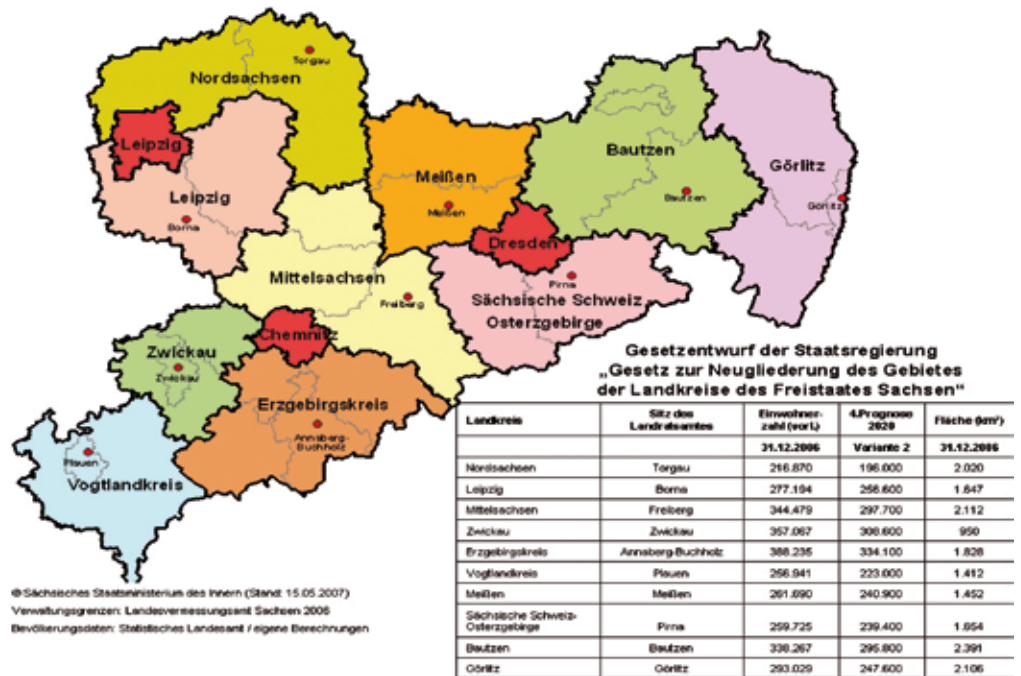 Torgau
Nordsachsen
Leipzig
Bautzen
Görlitz
Meißen
Leipzig
Bautzen
Görlitz
Meißen
Borna
Dresden
Mittelsachsen
Pirna
Freiberg
Sächsische Schweiz
Osterzgebirge
Chemnitz
Zwickau
Zwickau
Erzgebirgskreis
Annaberg-
Buchholz
Plauen
Vogtlandkreis
Gesetzentwurf der Staatsregierung
„Gesetz zur Neugliederung des Gebietes
der Landkreise des Freistaates Sachsen“
Landkreis Sitz des Landratsamtes Einwohner-zahl (vorl.) 4.Prognose 2020 Fläche (km²)
31.12.2006 Variante 2 31.12.2006
Nordsachsen Torgau 216.870 196.000 2.020
Leipzig Borna 277.194 256.600 1.647
Mittelsachsen Freiberg 344.479 297.700 2.112
Zwickau Zwickau 357.067 308.600 950
Erzgebirgskreis Annaberg-Buchholz 388.235 334.100 1.828
Vogtlandkreis Plauen 256.941 223.000 1.412
Meißen Meißen 261.690 240.900 1.452
Sächsische Schweiz-
Osterzgebirge Pirna 259.725 239.400 1.654
Bautzen Bautzen 338.267 295.800 2.391
Görlitz Görlitz 293.029 247.600 2.106
© Sächsisches Staatsministerium des Innern (Stand: 15.05.2007)
Verwaltungsgrenzen: Landesvermessungsamt Sachsen 2006
Bevölkerungsdaten: Statistisches Landesamt / eigene Berechnungen